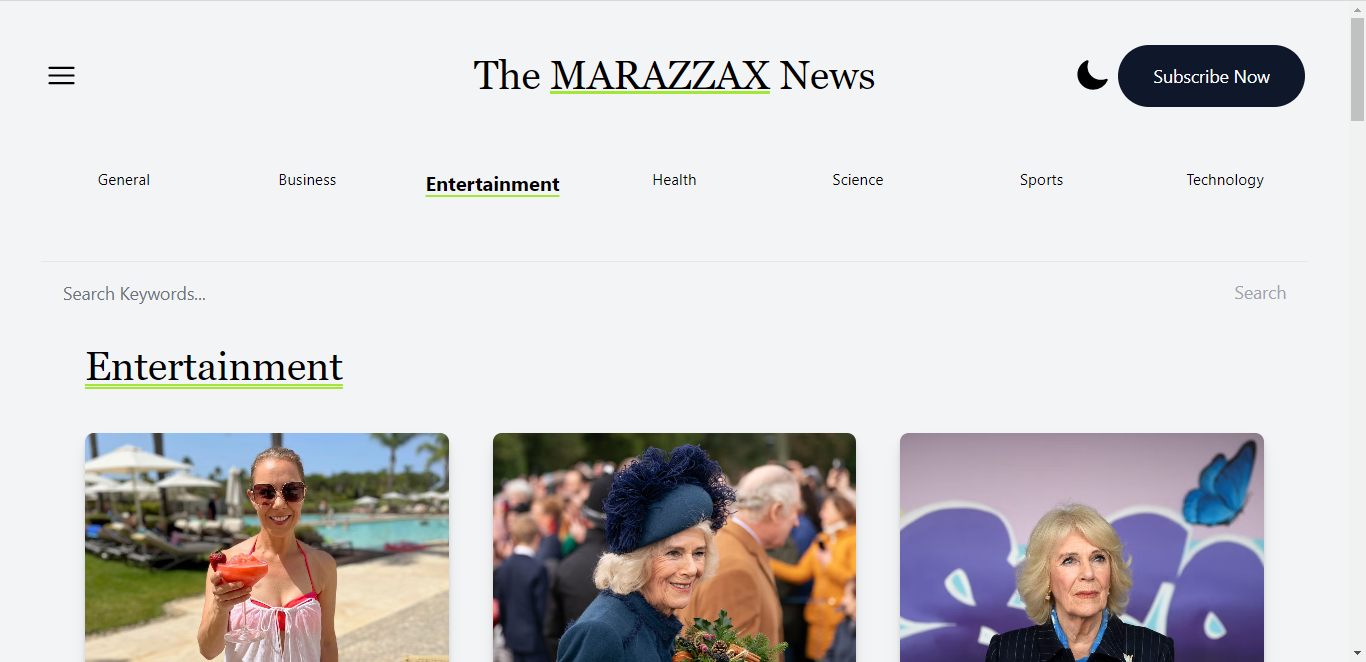 The MARAZZAX News
Subscribe Now
General
Business
Entertainment
Health
Science
Sports
Technology
Search Keywords...
Search
Entertainment